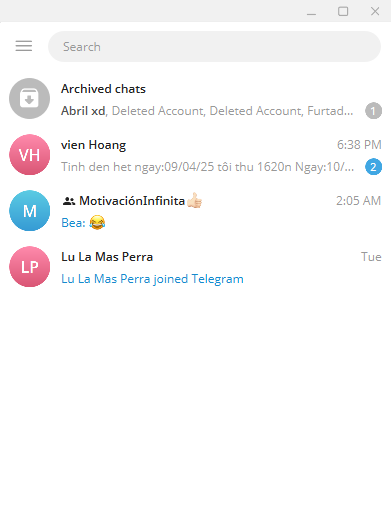 Search
Archived chats
Abril xd, Deleted Account, Deleted Account, Furtad...
1
VH
vien Hoang
6:38 PM
Tinh den het ngay:09/04/25 tôi thu 1620n Ngay:10/...
2
M
MotivaciónInfinita👍🏻
2:05 AM
Bea: 😂
LP
Lu La Mas Perra
Tue
Lu La Mas Perra joined Telegram